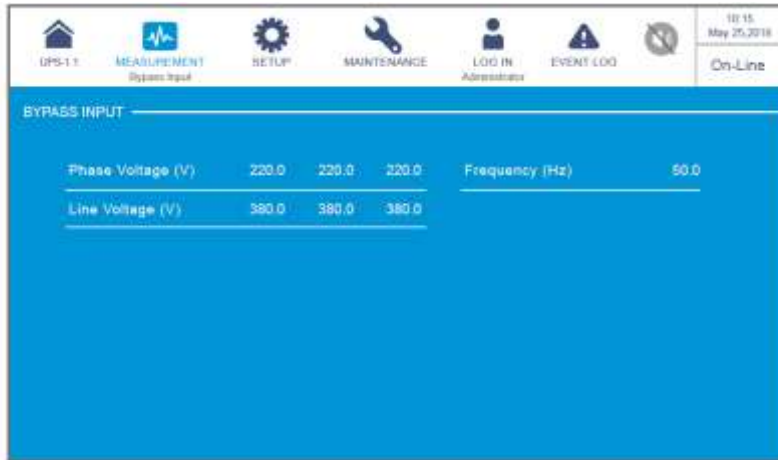 UPS-1.1
MEASUREMENT
Bypass Input
SETUP
MAINTENANCE
LOG IN
Administrator
EVENT LOG
10:15
May 25,2018
On-Line
BYPASS INPUT
Phase Voltage (V) 220.0 220.0 220.0 Frequency (Hz) 50.0
Line Voltage (V) 380.0 380.0 380.0